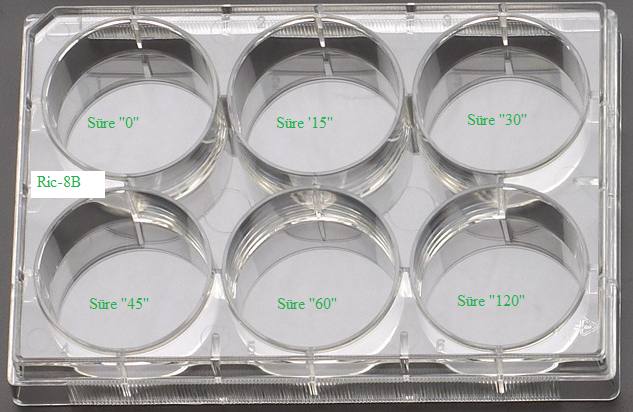 Süre "0"
Süre '15"
Süre "30"
Ric-8B
Süre "45"
Süre "60"
Süre "120"